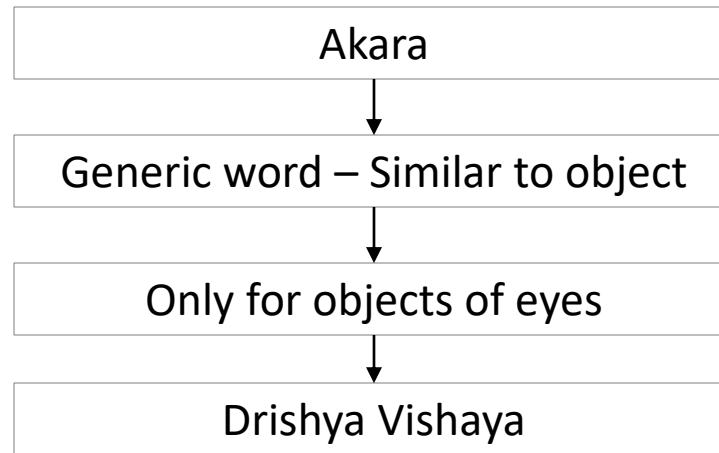 Akara
Generic word – Similar to object
Only for objects of eyes
Drishya Vishaya